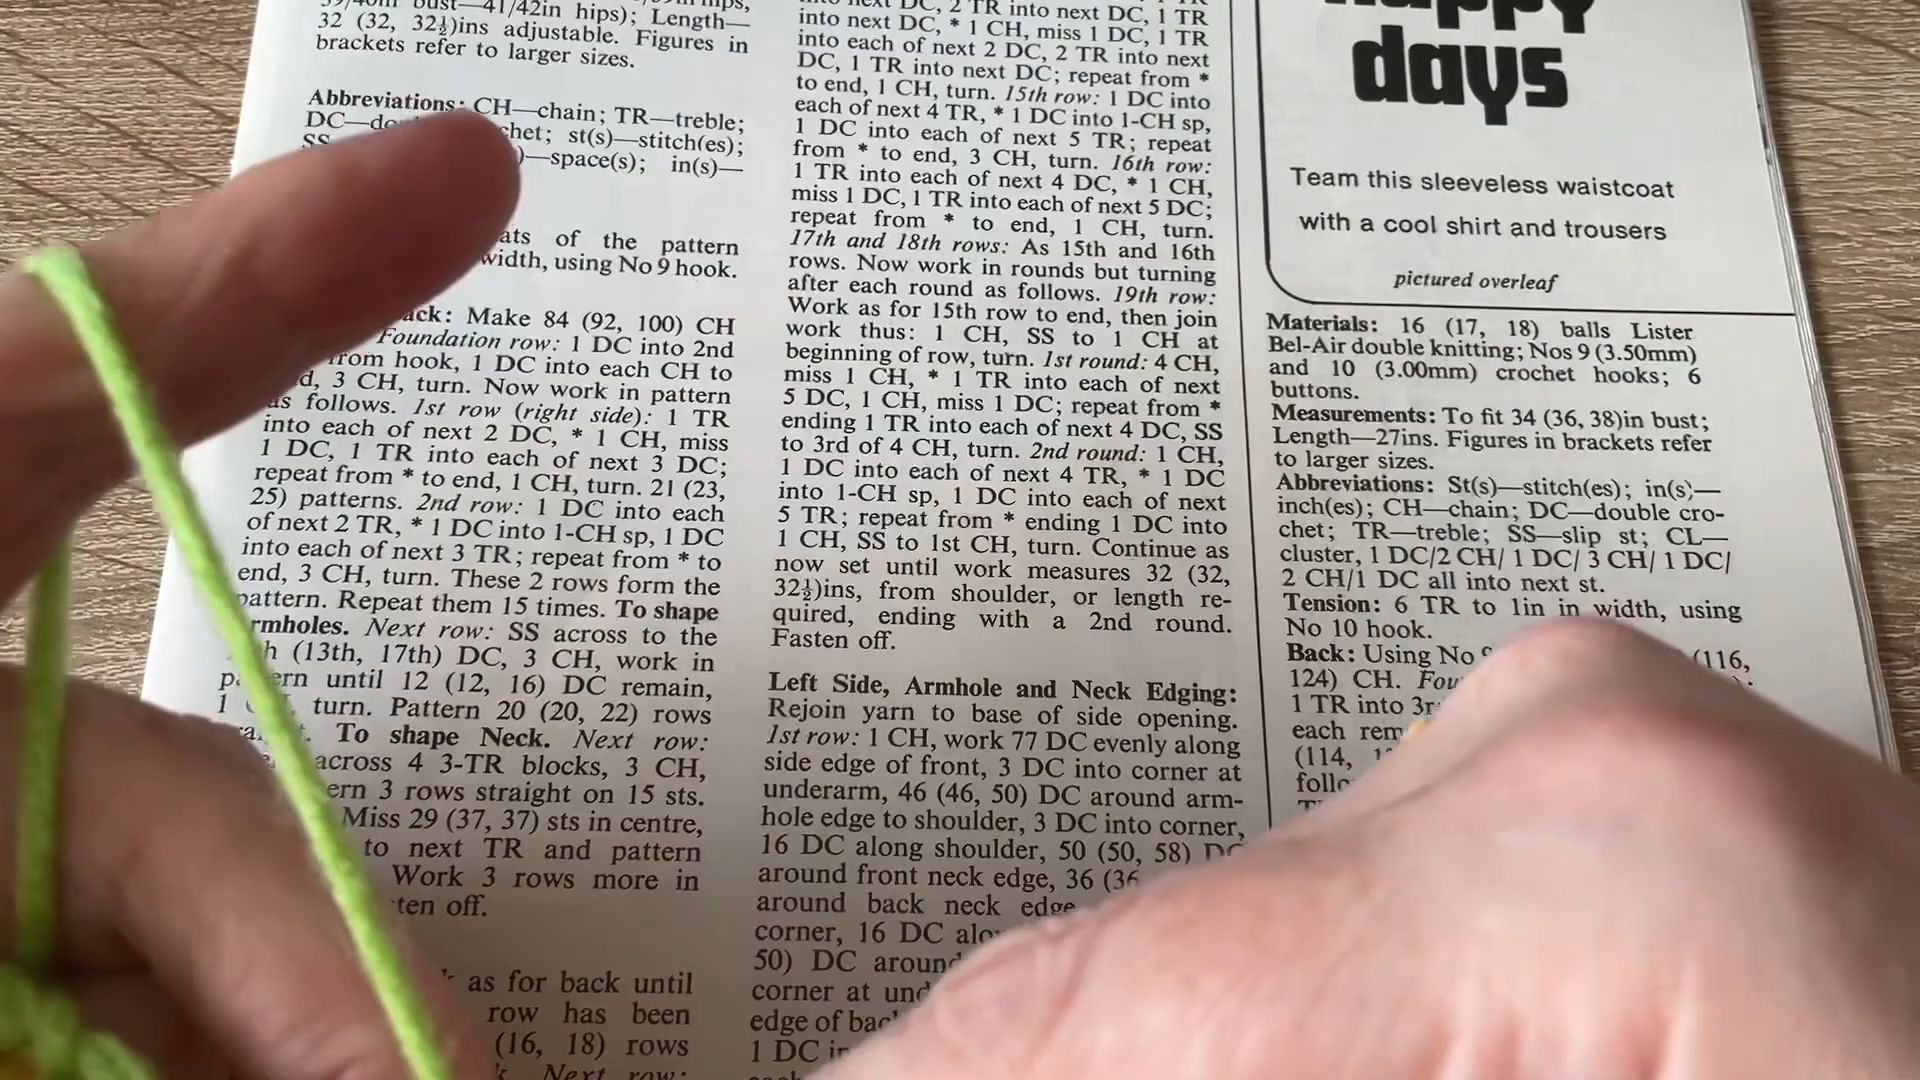 bust—41/42in hips); Length—
32 (32, 32½)ins adjustable. Figures in
brackets refer to larger sizes.
Abbreviations: CH—chain; TR—treble;
DC— st(s)—stitch(es);
—space(s); in(s)—
of the pattern
width, using No 9 hook.
Make 84 (92, 100) CH
Foundation row: 1 DC into 2nd
from hook, 1 DC into each CH to
3 CH, turn. Now work in pattern
as follows. 1st row (right side): 1 TR
into each of next 2 DC, * 1 CH, miss
1 DC, 1 TR into each of next 3 DC;
repeat from * to end, 1 CH, turn. 21 (23,
25) patterns. 2nd row: 1 DC into each
of next 2 TR, * 1 DC into 1-CH sp, 1 DC
into each of next 3 TR; repeat from * to
end, 3 CH, turn. These 2 rows form the
pattern. Repeat them 15 times. To shape
armholes. Next row: SS across to the
(13th, 17th) DC, 3 CH, work in
pattern until 12 (12, 16) DC remain,
1 turn. Pattern 20 (20, 22) rows
To shape Neck. Next row:
across 4 3-TR blocks, 3 CH,
3 rows straight on 15 sts.
Miss 29 (37, 37) sts in centre,
to next TR and pattern
Work 3 rows more in
off.
as for back until
row has been
(16, 18) rows
Next row:
into next DC, 2 TR into next DC, 1 TR
into next DC, * 1 CH, miss 1 DC, 1 TR
into each of next 2 DC, 2 TR into next
DC, 1 TR into next DC; repeat from *
to end, 1 CH, turn. 15th row: 1 DC into
each of next 4 TR, * 1 DC into 1-CH sp,
1 DC into each of next 5 TR; repeat
from * to end, 3 CH, turn. 16th row:
1 TR into each of next 4 DC, * 1 CH,
miss 1 DC, 1 TR into each of next 5 DC;
repeat from * to end, 1 CH, turn.
17th and 18th rows: As 15th and 16th
rows. Now work in rounds but turning
after each round as follows. 19th row:
Work as for 15th row to end, then join
work thus: 1 CH, SS to 1 CH at
beginning of row, turn. 1st round: 4 CH,
miss 1 CH, * 1 TR into each of next
5 DC, 1 CH, miss 1 DC; repeat from *
ending 1 TR into each of next 4 DC, SS
to 3rd of 4 CH, turn. 2nd round: 1 CH,
1 DC into each of next 4 TR, * 1 DC
into 1-CH sp, 1 DC into each of next
5 TR; repeat from * ending 1 DC into
1 CH, SS to 1st CH, turn. Continue as
now set until work measures 32 (32,
32½)ins, from shoulder, or length re-
quired, ending with a 2nd round.
Fasten off.
Left Side, Armhole and Neck Edging:
Rejoin yarn to base of side opening.
1st row: 1 CH, work 77 DC evenly along
side edge of front, 3 DC into corner at
underarm, 46 (46, 50) DC around arm-
hole edge to shoulder, 3 DC into corner,
16 DC along shoulder, 50 (50, 58) DC
around front neck edge, 36 (36
around back neck edge
corner, 16 DC
50) DC around
corner at
edge of
1 DC
happy
days
Team this sleeveless waistcoat
with a cool shirt and trousers
pictured overleaf
Materials: 16 (17, 18) balls Lister
Bel-Air double knitting; Nos 9 (3.50mm)
and 10 (3.00mm) crochet hooks; 6
buttons.
Measurements: To fit 34 (36, 38)in bust;
Length—27ins. Figures in brackets refer
to larger sizes.
Abbreviations: St(s)—stitch(es); in(s)—
inch(es); CH—chain; DC—double cro-
chet; TR—treble; SS—slip st; CL—
cluster, 1 DC/2 CH/ 1 DC/ 3 CH/ 1 DC/
2 CH/1 DC all into next st.
Tension: 6 TR to 1in in width, using
No 10 hook.
Back: Using No (116,
124) CH.
1 TR into
each
(114,